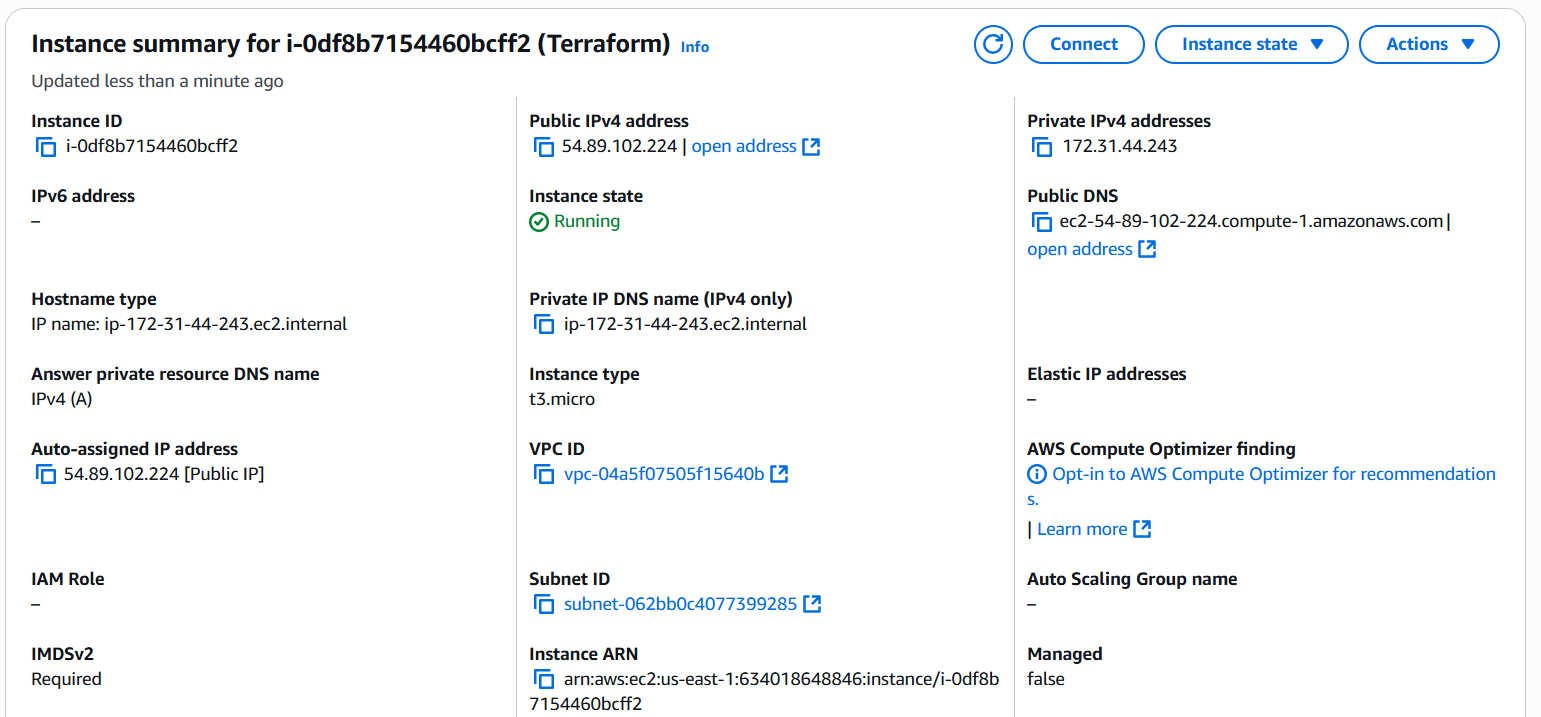 Instance summary for i-0df8b7154460bcff2 (Terraform) Info
Connect
Instance state
Actions
Updated less than a minute ago
Instance ID
i-0df8b7154460bcff2
Public IPv4 address
54.89.102.224 | open address
Private IPv4 addresses
172.31.44.243
IPv6 address
–
Instance state
Running
Public DNS
ec2-54-89-102-224.compute-1.amazonaws.com |
open address
Hostname type
IP name: ip-172-31-44-243.ec2.internal
Private IP DNS name (IPv4 only)
ip-172-31-44-243.ec2.internal
Answer private resource DNS name
IPv4 (A)
Instance type
t3.micro
Elastic IP addresses
–
Auto-assigned IP address
54.89.102.224 [Public IP]
VPC ID
vpc-04a5f07505f15640b
AWS Compute Optimizer finding
Opt-in to AWS Compute Optimizer for recommendation
s.
| Learn more
IAM Role
–
Subnet ID
subnet-062bb0c4077399285
Auto Scaling Group name
–
IMDSv2
Required
Instance ARN
arn:aws:ec2:us-east-1:634018648846:instance/i-0df8b
7154460bcff2
Managed
false